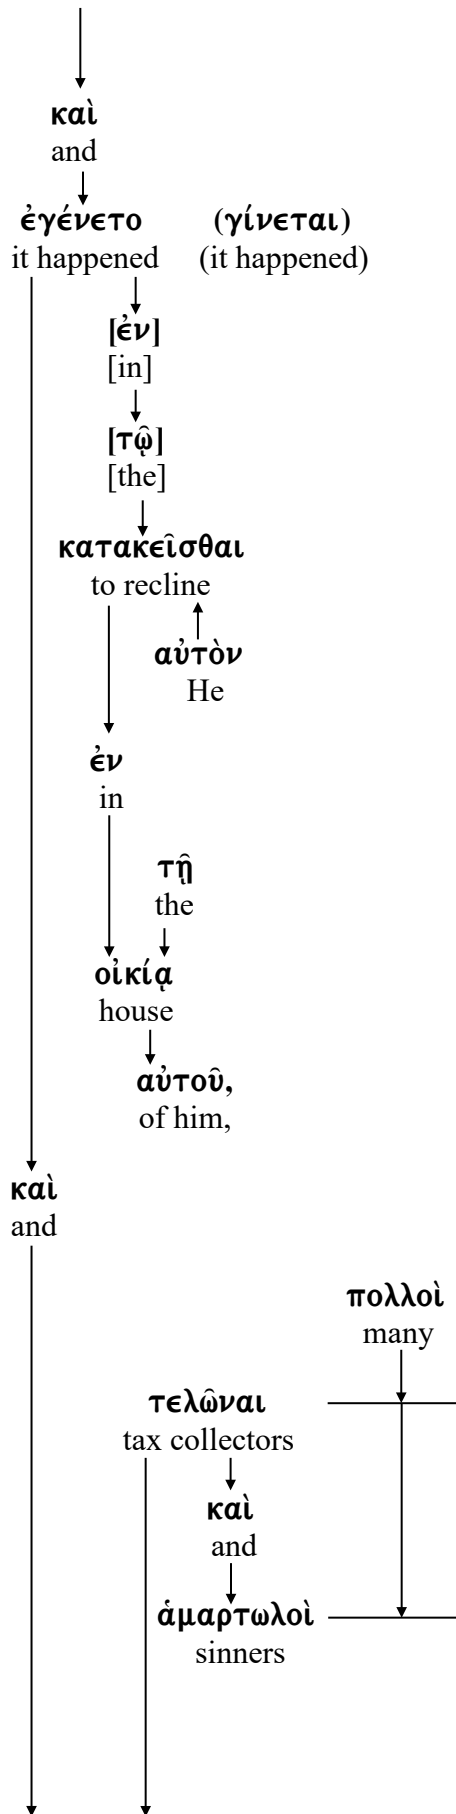 καὶ
and
ἐγένετο (γίνεται)
it happened (it happened)
[ἐν]
[in]
[τῷ]
[the]
κατακεῖσθαι
to recline
αὐτὸν
He
ἐν
in
τῇ
the
οἰκίᾳ
house
αὐτοῦ,
of him,
καὶ
and
πολλοὶ
many
τελῶναι
tax collectors
καὶ
and
ἁμαρτωλοὶ
sinners